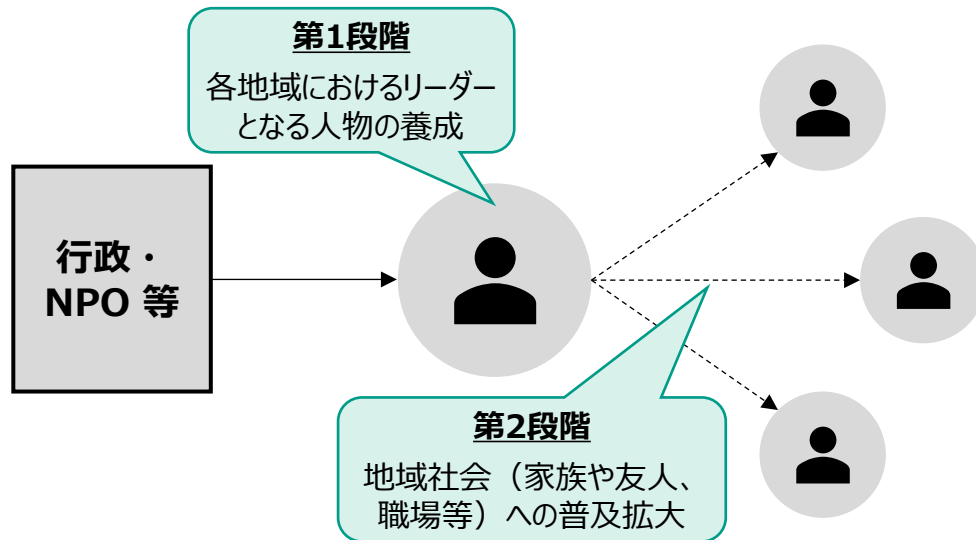 第1段階
各地域におけるリーダー
となる人物の養成
行政・
NPO 等
第2段階
地域社会（家族や友人、
職場等）への普及拡大